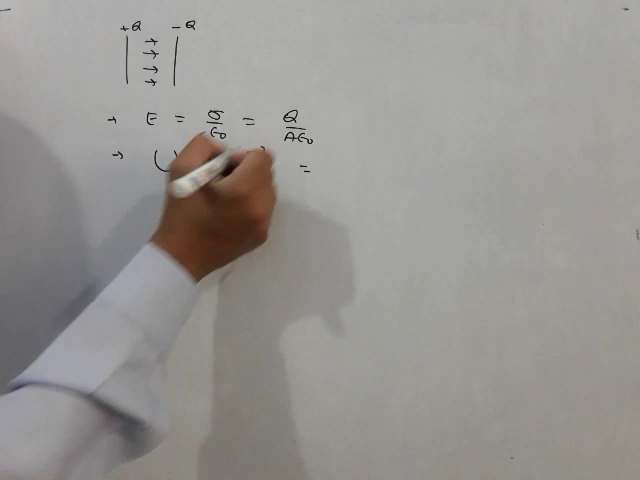 +Q -Q
→ E = σ/ε₀ = Q/Aε₀
→ =